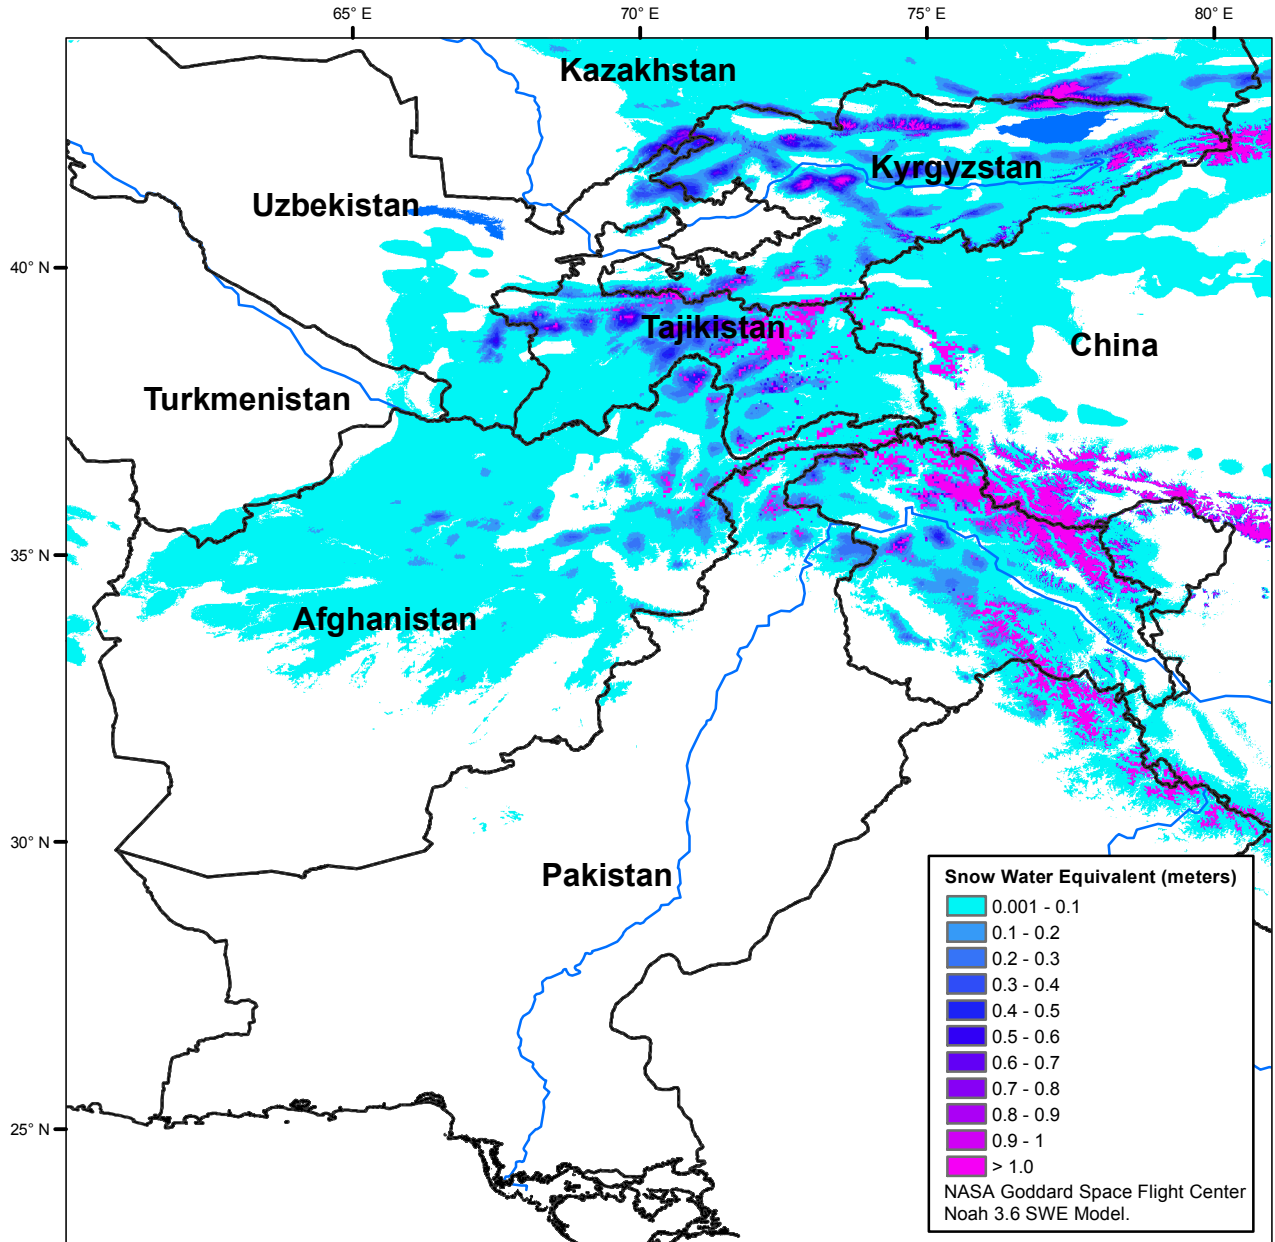 65° E
70° E
75° E
80° E
Kazakhstan
Kyrgyzstan
Uzbekistan
40° N
Tajikistan
China
Turkmenistan
35° N
Afghanistan
30° N
Pakistan
Snow Water Equivalent (meters)
0.001 - 0.1
0.1 - 0.2
0.2 - 0.3
0.3 - 0.4
0.4 - 0.5
0.5 - 0.6
0.6 - 0.7
0.7 - 0.8
0.8 - 0.9
0.9 - 1
> 1.0
NASA Goddard Space Flight Center
Noah 3.6 SWE Model.
25° N